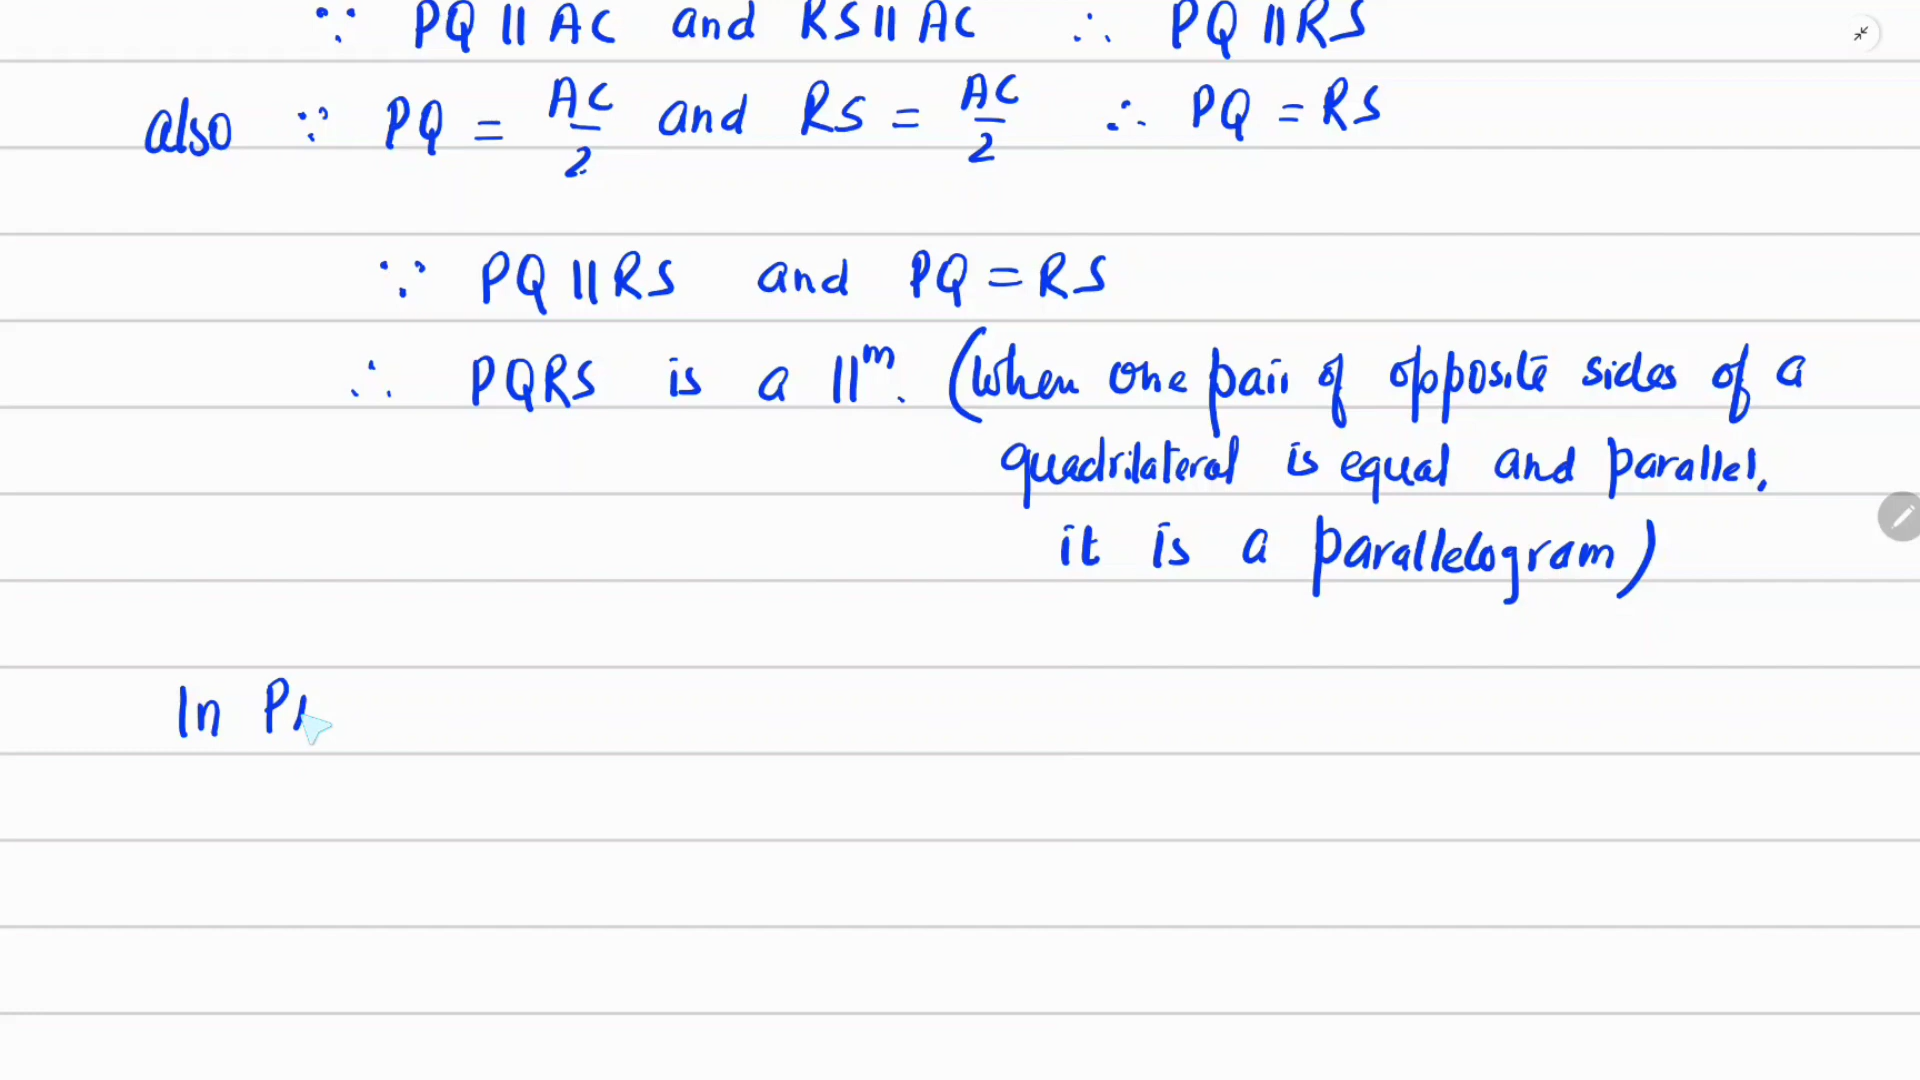 ∵ PQ || AC and RS || AC ∴ PQ || RS
also ∵ PQ = AC/2 and RS = AC/2 ∴ PQ = RS
∵ PQ || RS and PQ = RS
∴ PQRS is a ||ᵐ. (When one pair of opposite sides of a
quadrilateral is equal and parallel,
it is a parallelogram)
In P